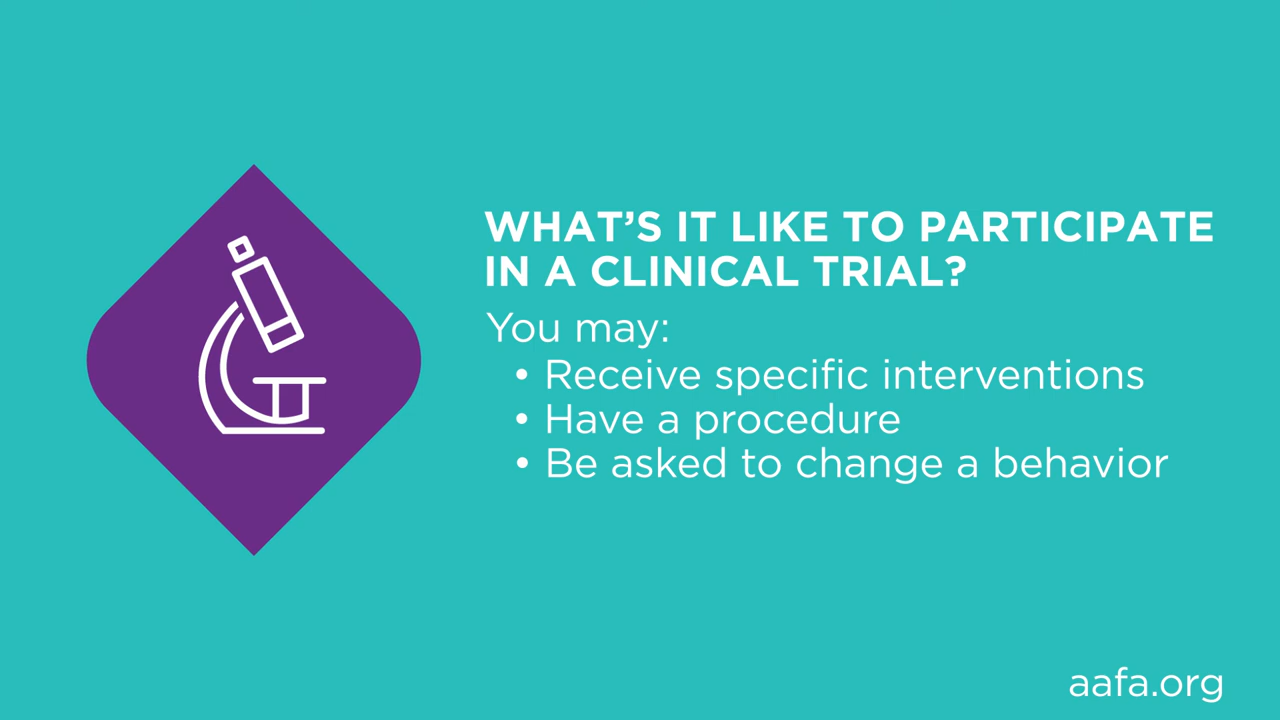 WHAT’S IT LIKE TO PARTICIPATE
IN A CLINICAL TRIAL?
You may:
• Receive specific interventions
• Have a procedure
• Be asked to change a behavior
aafa.org